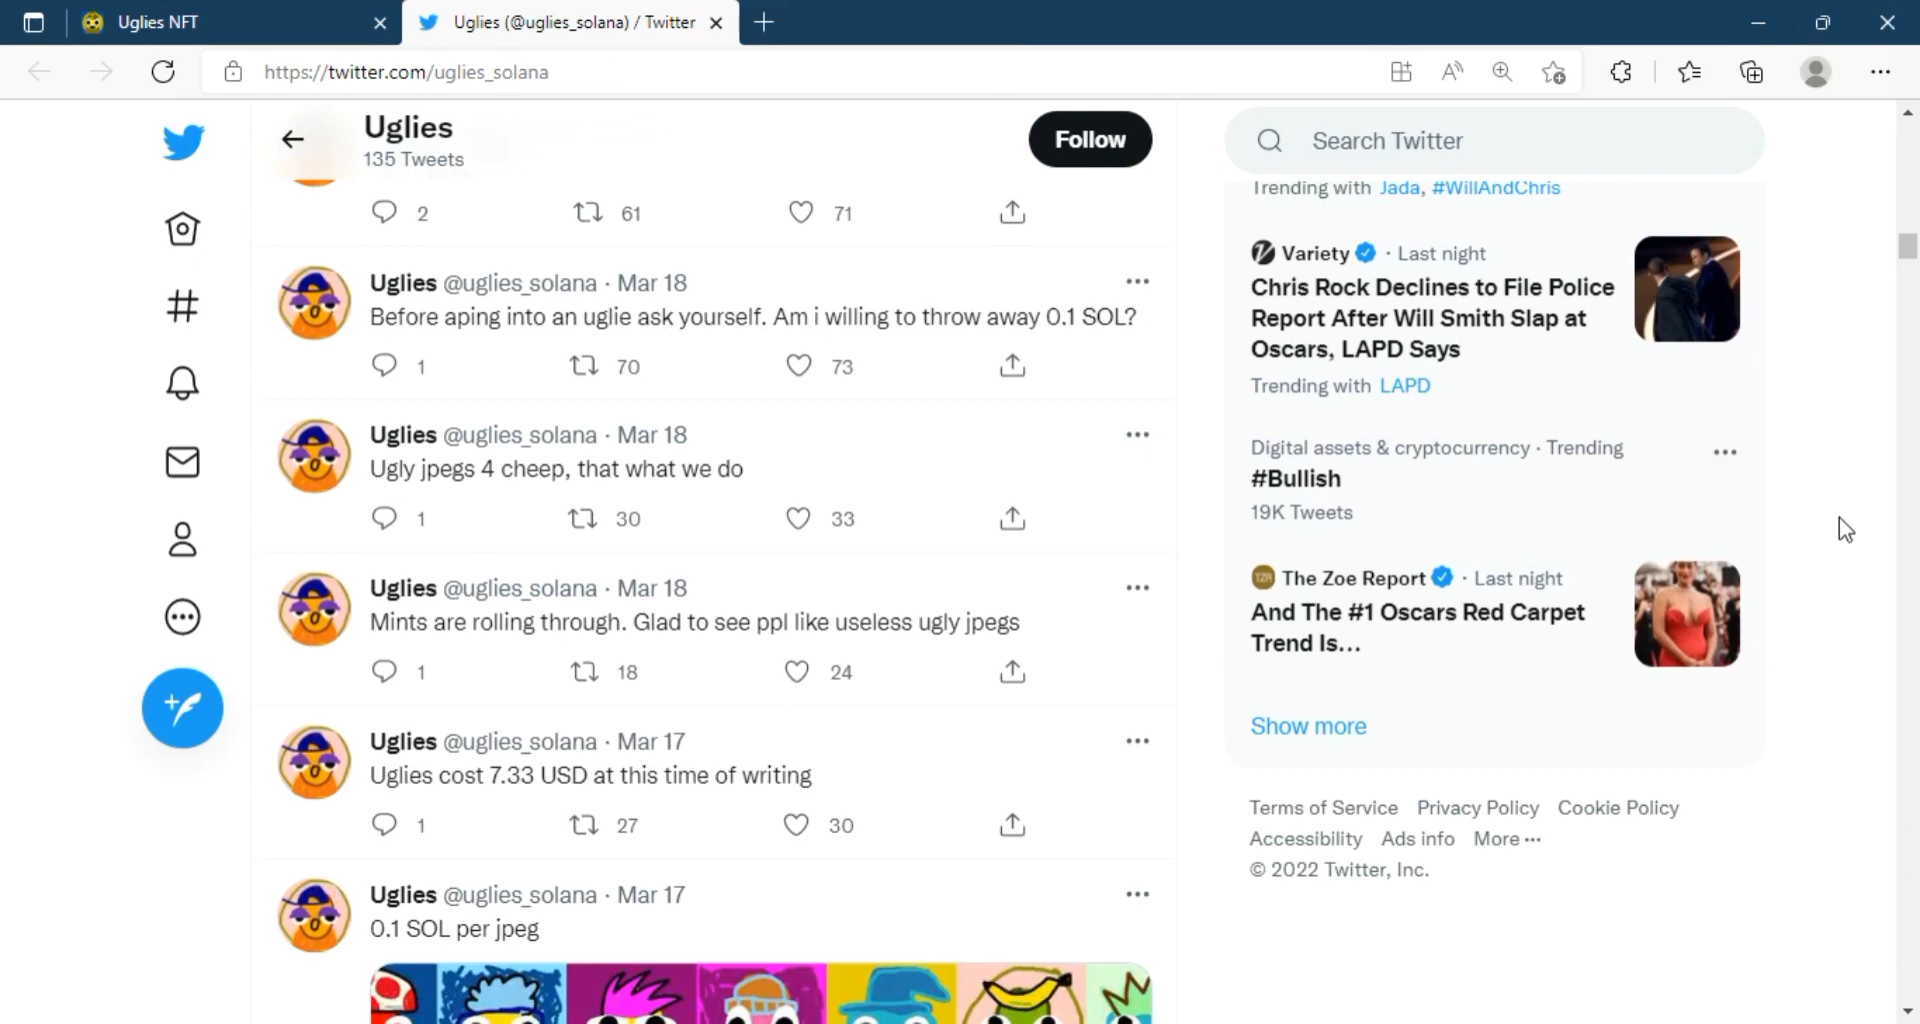 Uglies NFT
Uglies (@uglies_solana) / Twitter
https://twitter.com/uglies_solana
Uglies
135 Tweets
Follow
2 61 71
Uglies @uglies_solana · Mar 18
Before aping into an uglie ask yourself. Am i willing to throw away 0.1 SOL?
1 70 73
Uglies @uglies_solana · Mar 18
Ugly jpegs 4 cheep, that what we do
1 30 33
Uglies @uglies_solana · Mar 18
Mints are rolling through. Glad to see ppl like useless ugly jpegs
1 18 24
Uglies @uglies_solana · Mar 17
Uglies cost 7.33 USD at this time of writing
1 27 30
Uglies @uglies_solana · Mar 17
0.1 SOL per jpeg
Search Twitter
Trending with Jada, #WillAndChris
Variety · Last night
Chris Rock Declines to File Police
Report After Will Smith Slap at
Oscars, LAPD Says
Trending with LAPD
Digital assets & cryptocurrency · Trending
#Bullish
19K Tweets
TZR The Zoe Report · Last night
And The #1 Oscars Red Carpet
Trend Is...
Show more
Terms of Service Privacy Policy Cookie Policy
Accessibility Ads info More ···
© 2022 Twitter, Inc.